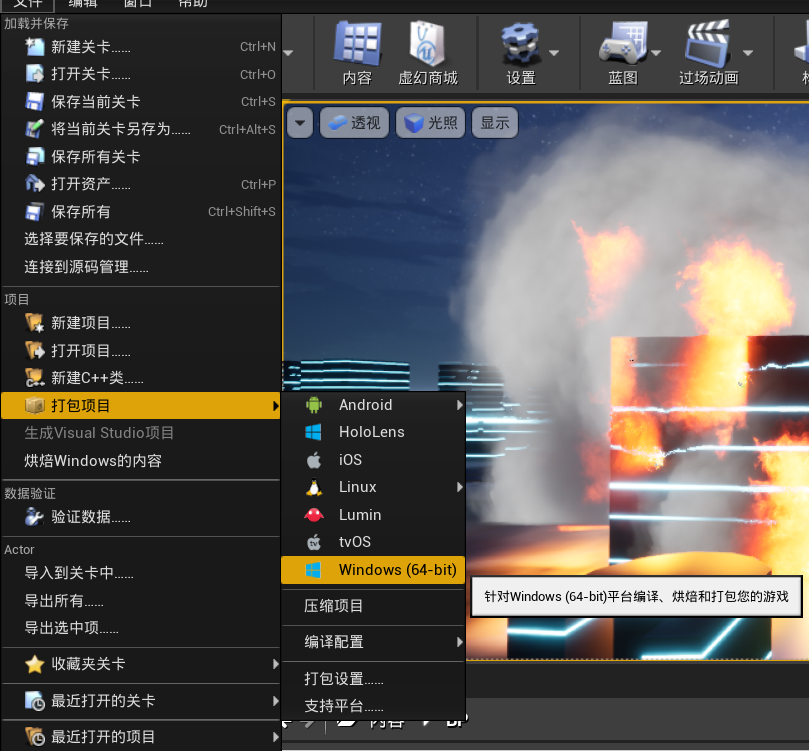 文件 编辑 窗口 帮助
加载并保存
新建关卡…… Ctrl+N
打开关卡…… Ctrl+O
保存当前关卡 Ctrl+S
将当前关卡另存为…… Ctrl+Alt+S
保存所有关卡
打开资产…… Ctrl+P
保存所有 Ctrl+Shift+S
选择要保存的文件……
连接到源码管理……
项目
新建项目……
打开项目……
新建C++类……
打包项目
生成Visual Studio项目
烘焙Windows的内容
数据验证
验证数据……
Actor
导入到关卡中……
导出所有……
导出选中项……
收藏夹关卡
最近打开的关卡
最近打开的项目
内容 虚幻商城 设置 蓝图 过场动画
透视 光照 显示
Android
HoloLens
iOS
Linux
Lumin
tvOS
Windows (64-bit)
压缩项目
编译配置
打包设置……
支持平台……
针对Windows (64-bit)平台编译、烘焙和打包您的游戏
内容 BP